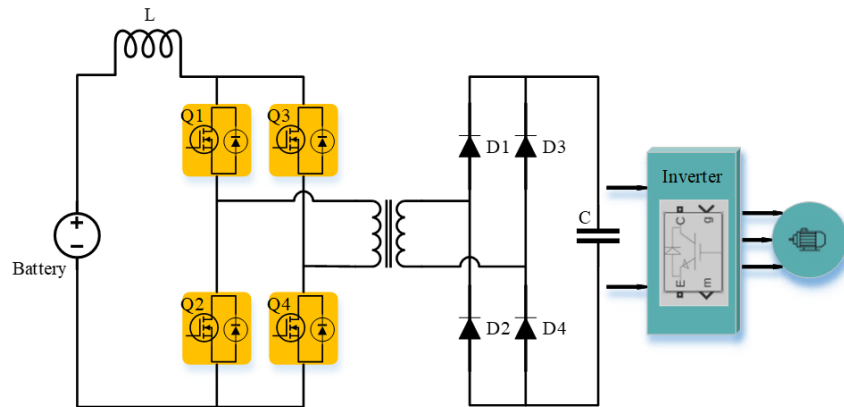 L
Q1
Q3
D1
D3
Inverter
C
g
C
E
m
+
−
Battery
Q2
Q4
D2
D4